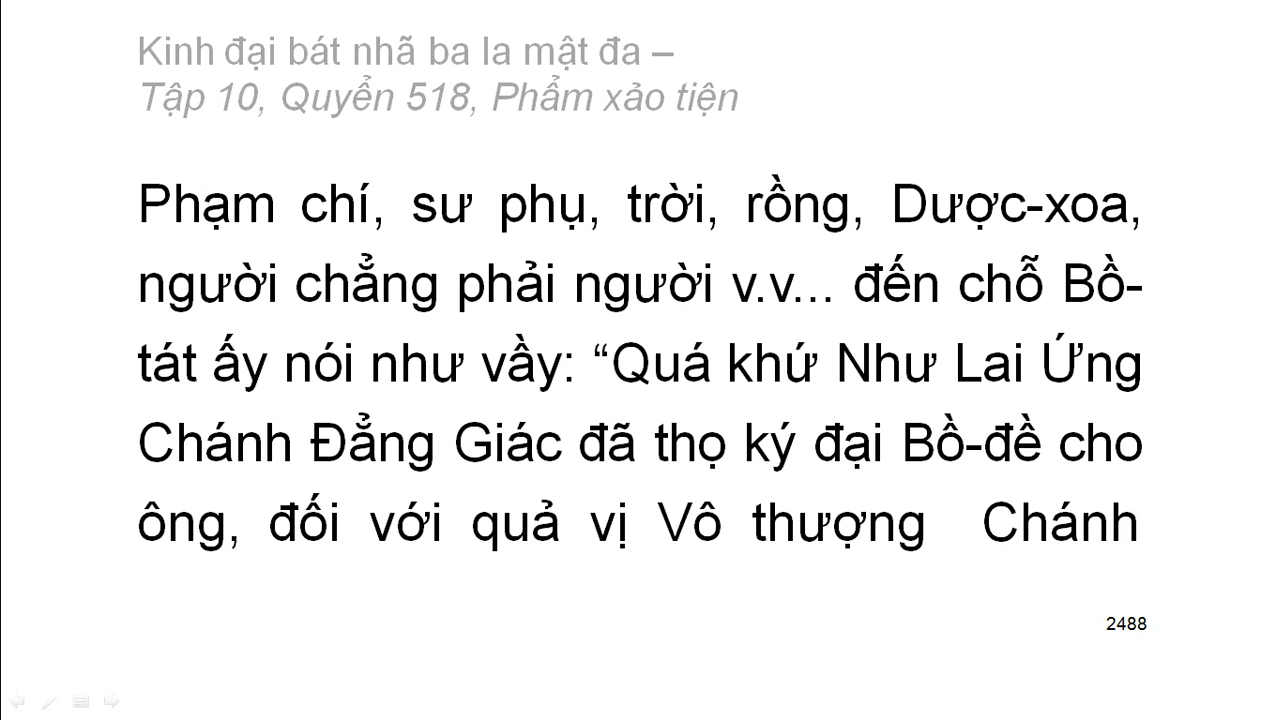 Kinh đại bát nhã ba la mật đa –
Tập 10, Quyển 518, Phẩm xảo tiện
Phạm chí, sư phụ, trời, rồng, Dược-xoa,
người chẳng phải người v.v... đến chỗ Bồ-
tát ấy nói như vầy: “Quá khứ Như Lai Ứng
Chánh Đẳng Giác đã thọ ký đại Bồ-đề cho
ông, đối với quả vị Vô thượng Chánh
2488